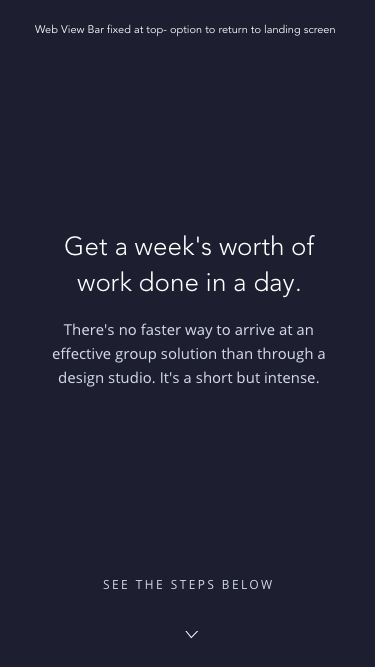 Web View Bar fixed at top- option to return to landing screen
Get a week's worth of
work done in a day.
There's no faster way to arrive at an
effective group solution than through a
design studio. It's a short but intense.
SEE THE STEPS BELOW